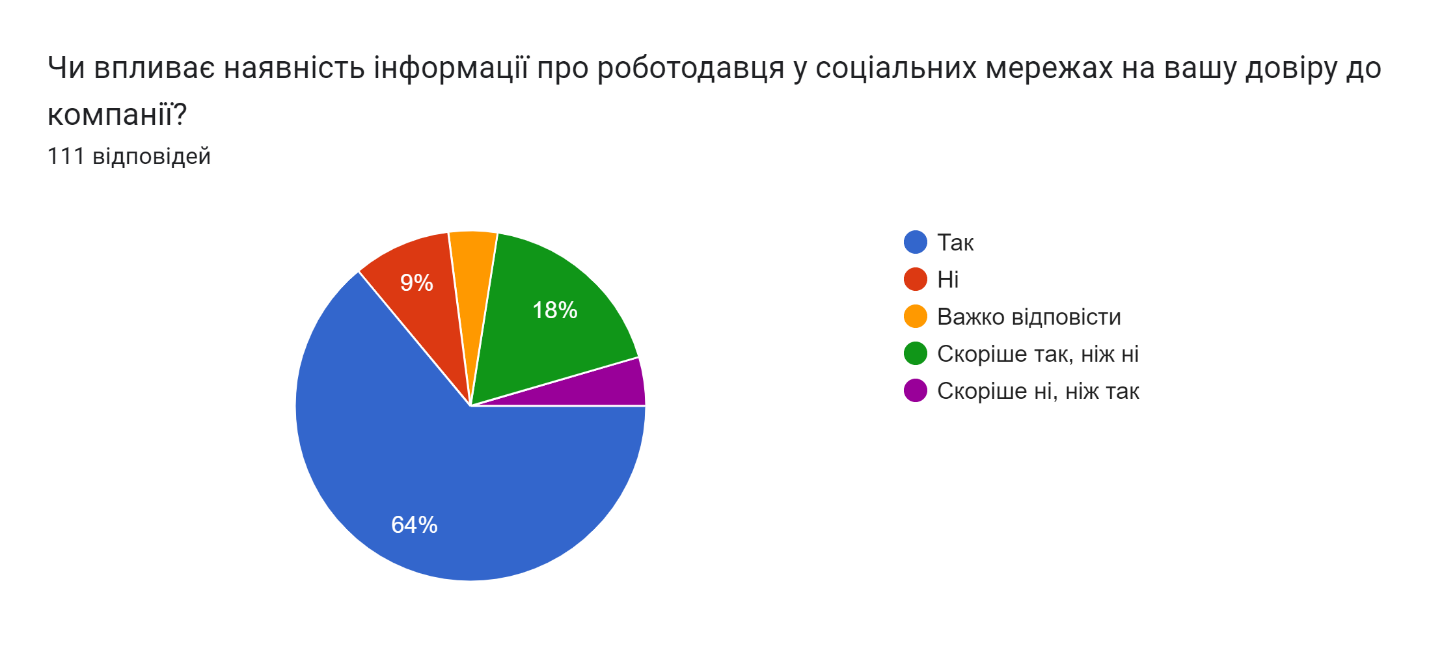 Чи впливає наявність інформації про роботодавця у соціальних мережах на вашу довіру до
компанії?
111 відповідей
9%
18%
64%
Так
Ні
Важко відповісти
Скоріше так, ніж ні
Скоріше ні, ніж так